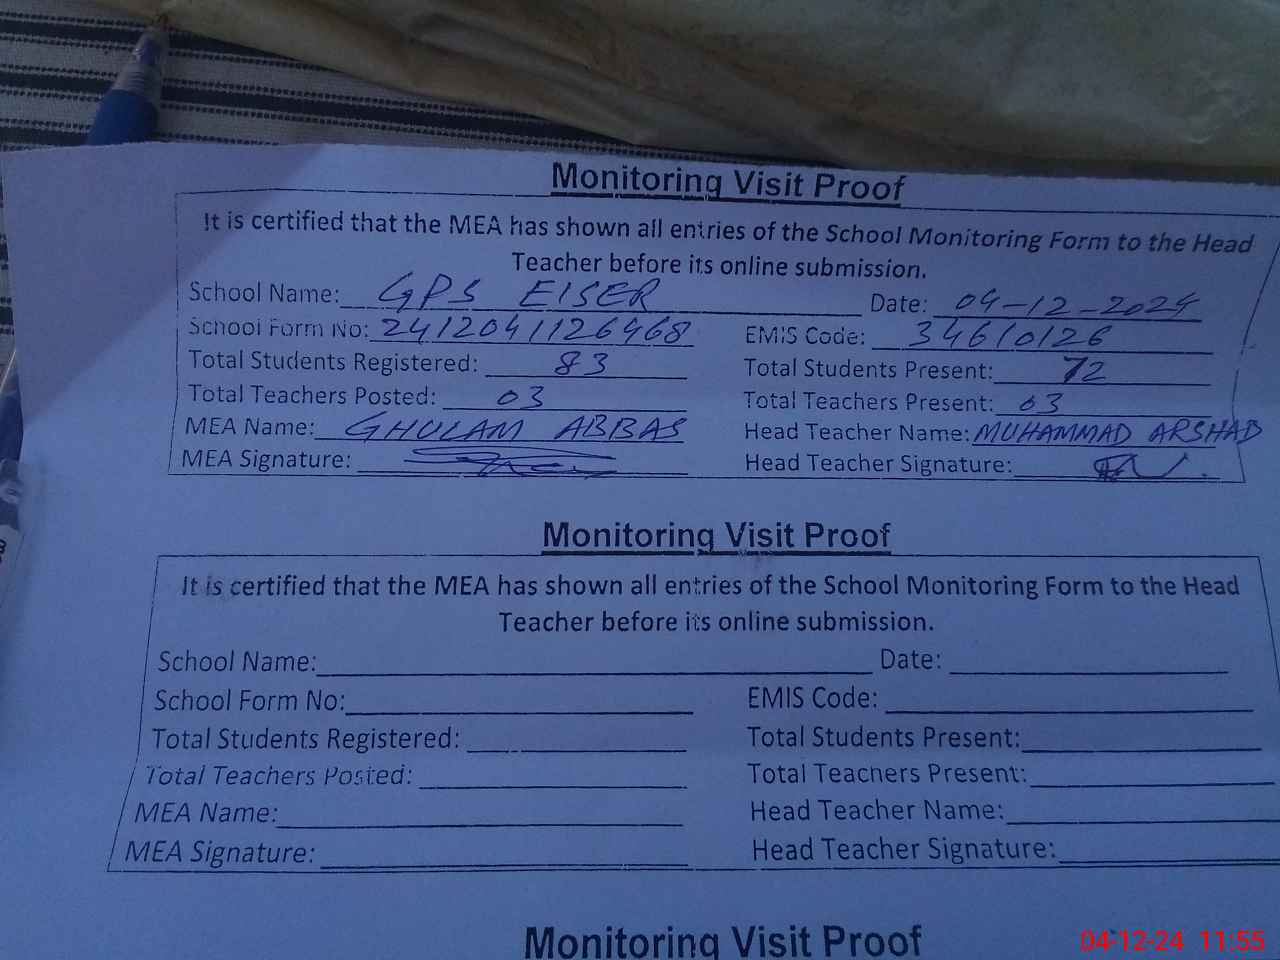 Monitoring Visit Proof
It is certified that the MEA has shown all entries of the School Monitoring Form to the Head
Teacher before its online submission.
School Name: GPS EISER Date: 04-12-2024
School Form No: 2412041126468 EMIS Code: 34610126
Total Students Registered: 83 Total Students Present: 72
Total Teachers Posted: 03 Total Teachers Present: 03
MEA Name: GHULAM ABBAS Head Teacher Name: MUHAMMAD ARSHAD
MEA Signature: Head Teacher Signature:
Monitoring Visit Proof
It is certified that the MEA has shown all entries of the School Monitoring Form to the Head
Teacher before its online submission.
School Name: Date:
School Form No: EMIS Code:
Total Students Registered: Total Students Present:
Total Teachers Posted: Total Teachers Present:
MEA Name: Head Teacher Name:
MEA Signature: Head Teacher Signature:
Monitoring Visit Proof
04-12-24 11:55